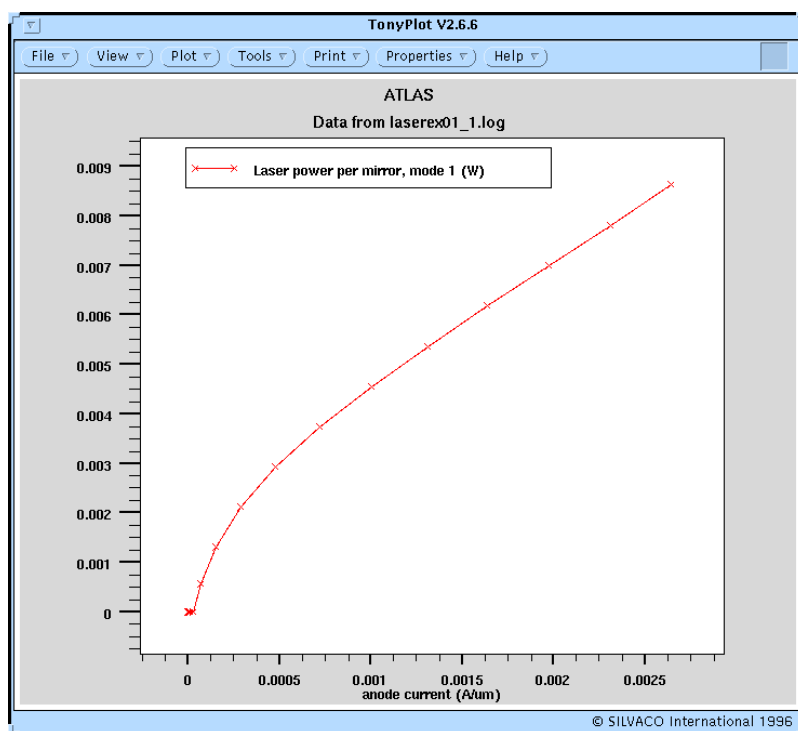 TonyPlot V2.6.6
File View Plot Tools Print Properties Help
ATLAS
Data from laserex01_1.log
Laser power per mirror, mode 1 (W)
0.009
0.008
0.007
0.006
0.005
0.004
0.003
0.002
0.001
0
0 0.0005 0.001 0.0015 0.002 0.0025
anode current (A/um)
© SILVACO International 1996